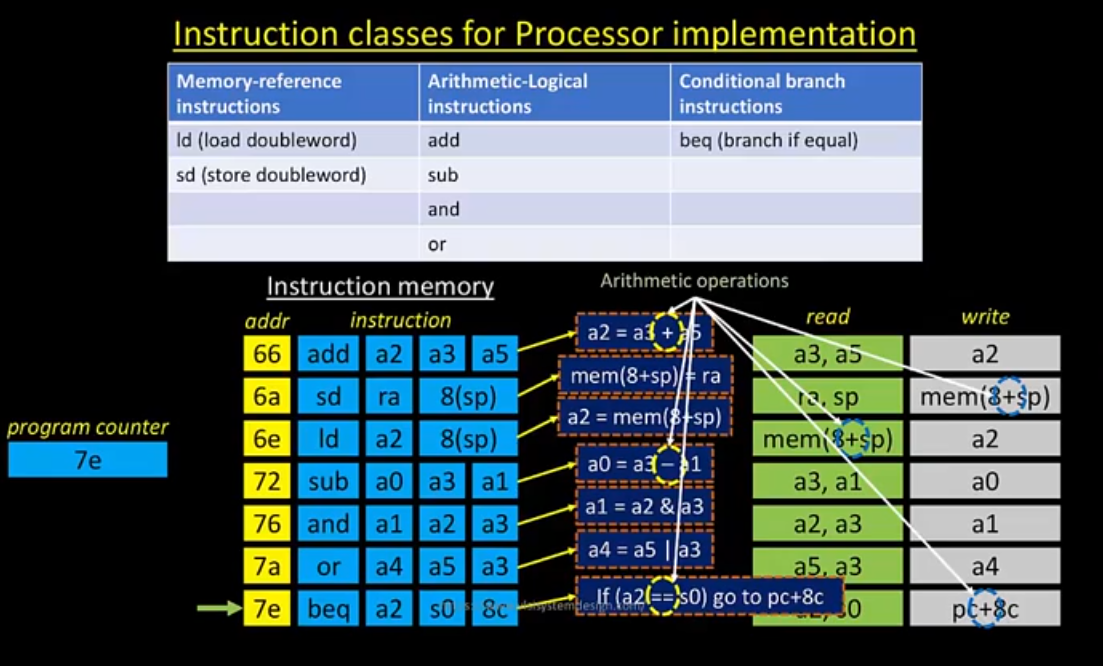 Instruction classes for Processor implementation
Memory-reference instructions
Arithmetic-Logical instructions
Conditional branch instructions
ld (load doubleword)
add
beq (branch if equal)
sd (store doubleword)
sub
and
or
Instruction memory
Arithmetic operations
addr
instruction
read
write
66 add a2 a3 a5
a2 = a3 + a5
a3, a5
a2
6a sd ra 8(sp)
mem(8+sp) = ra
ra, sp
mem(8+sp)
6e ld a2 8(sp)
a2 = mem(8+sp)
mem(8+sp)
a2
program counter
7e
72 sub a0 a3 a1
a0 = a3 − a1
a3, a1
a0
76 and a1 a2 a3
a1 = a2 & a3
a2, a3
a1
7a or a4 a5 a3
a4 = a5 | a3
a5, a3
a4
7e beq a2 s0 8c
If (a2 == s0) go to pc+8c
pc+8c